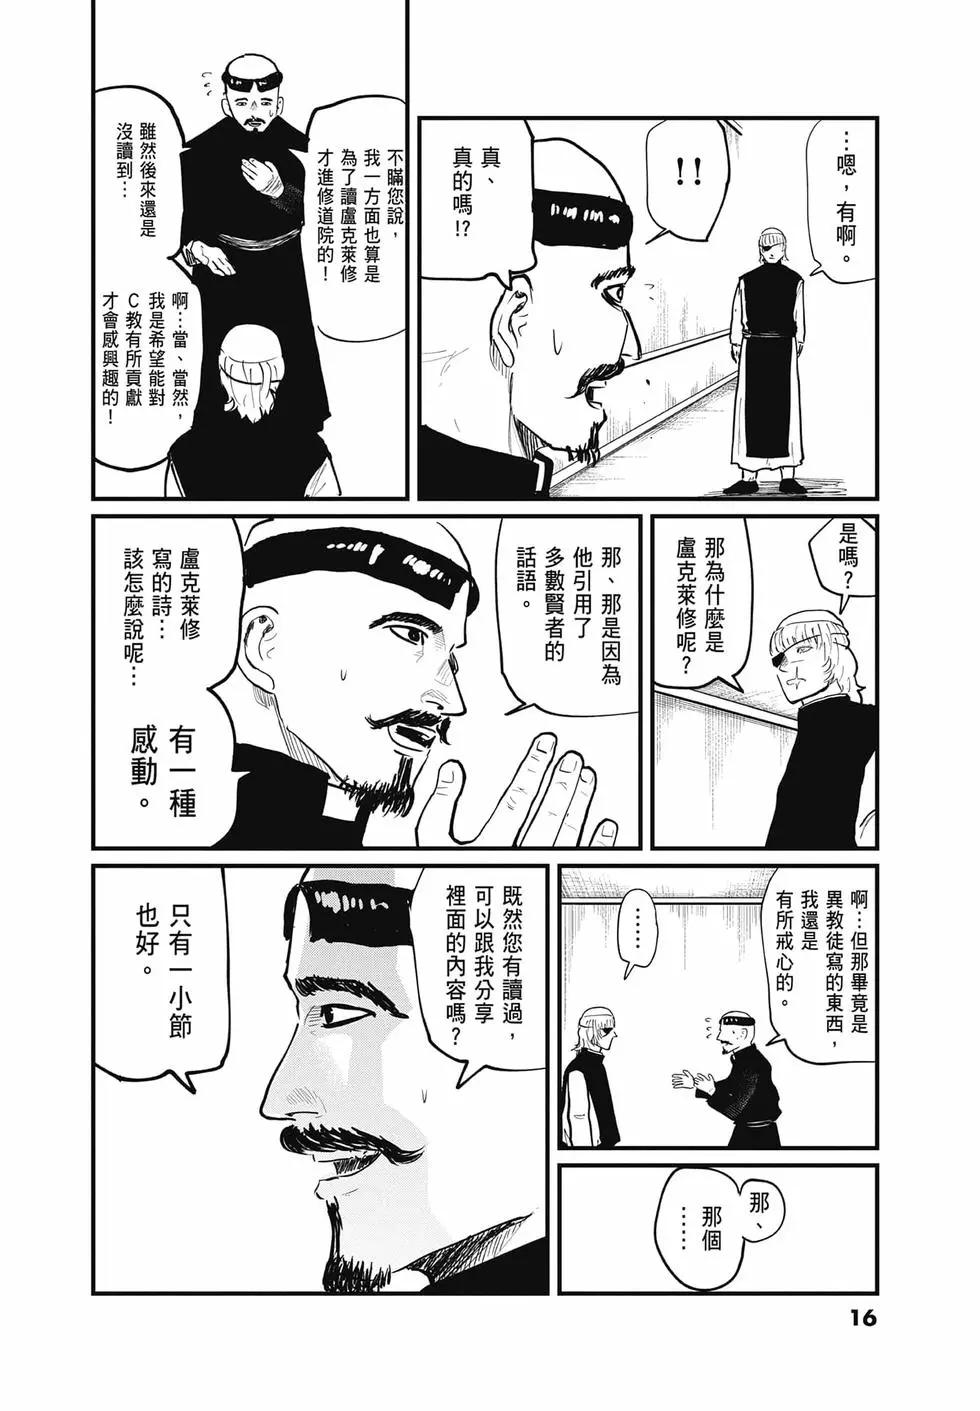 …嗯，有啊。
!!
真、
真的嗎!?
不瞞您說，
我一方面也算是
為了讀盧克萊修
才進修道院的！
雖然後來還是
沒讀到…
啊…當、當然，
我是希望能對
C教有所貢獻
才會感興趣的！
是嗎？
那為什麼是
盧克萊修呢？
那、那是因為
他引用了
多數賢者的
話語。
盧克萊修
寫的詩…
該怎麼說呢…
有一種
感動。
啊…但那畢竟是
異教徒寫的東西，
我還是
有所戒心的。
……
那、
那個
……
既然您有讀過，
可以跟我分享
裡面的內容嗎？
只有一小節
也好。
16